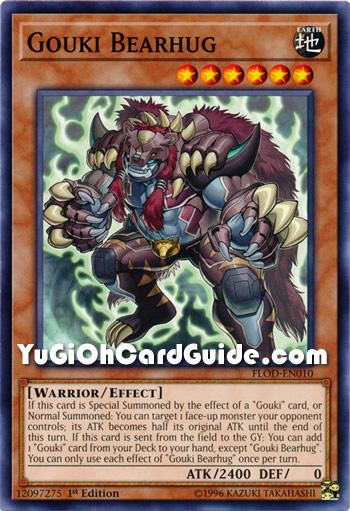 GOUKI BEARHUG
EARTH
地
YuGiOhCardGuide.com
FLOD-EN010
[WARRIOR/EFFECT]
If this card is Special Summoned by the effect of a "Gouki" card, or
Normal Summoned: You can target 1 face-up monster your opponent
controls; its ATK becomes half its original ATK until the end of
this turn. If this card is sent from the field to the GY: You can add
1 "Gouki" card from your Deck to your hand, except "Gouki Bearhug".
You can only use each effect of "Gouki Bearhug" once per turn.
ATK/2400 DEF/ 0
12097275 1st Edition ©1996 KAZUKI TAKAHASHI